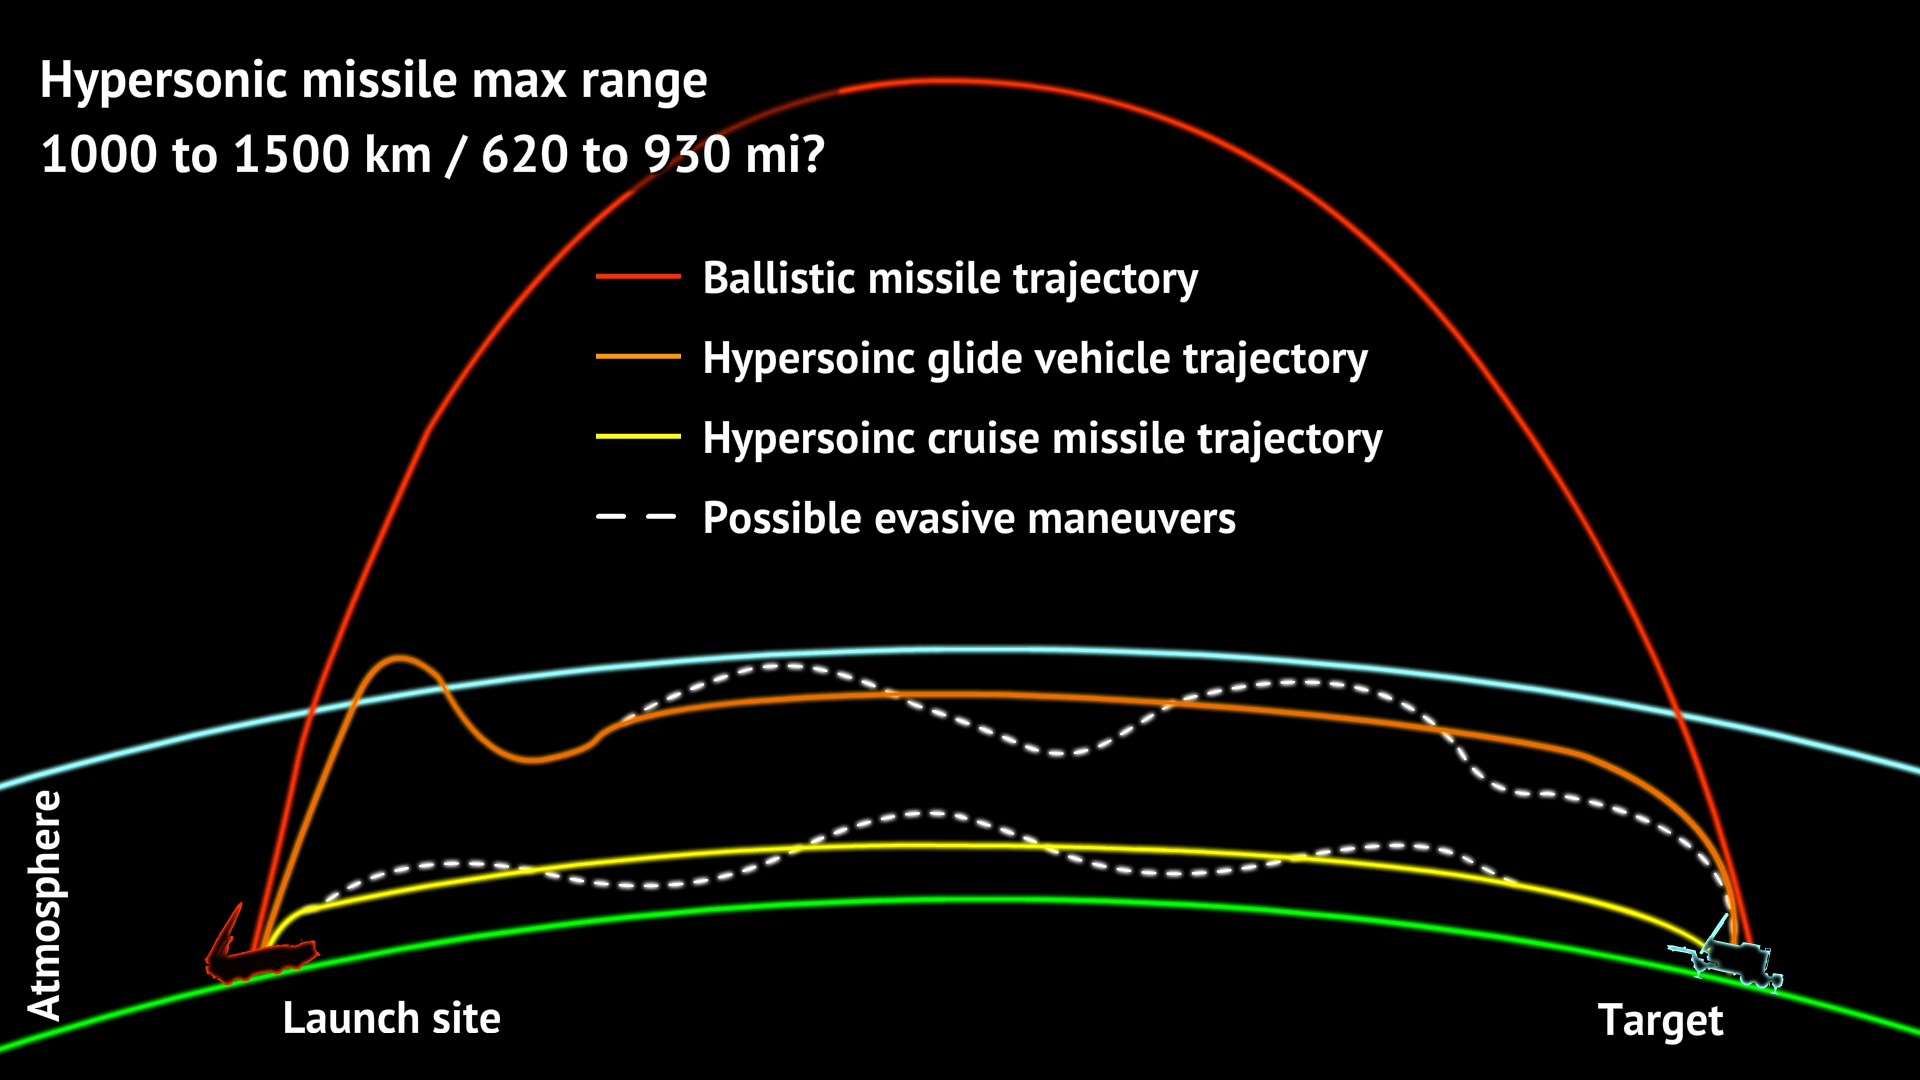 Hypersonic missile max range
1000 to 1500 km / 620 to 930 mi?
Ballistic missile trajectory
Hypersoinc glide vehicle trajectory
Hypersoinc cruise missile trajectory
Possible evasive maneuvers
Atmosphere
Launch site
Target